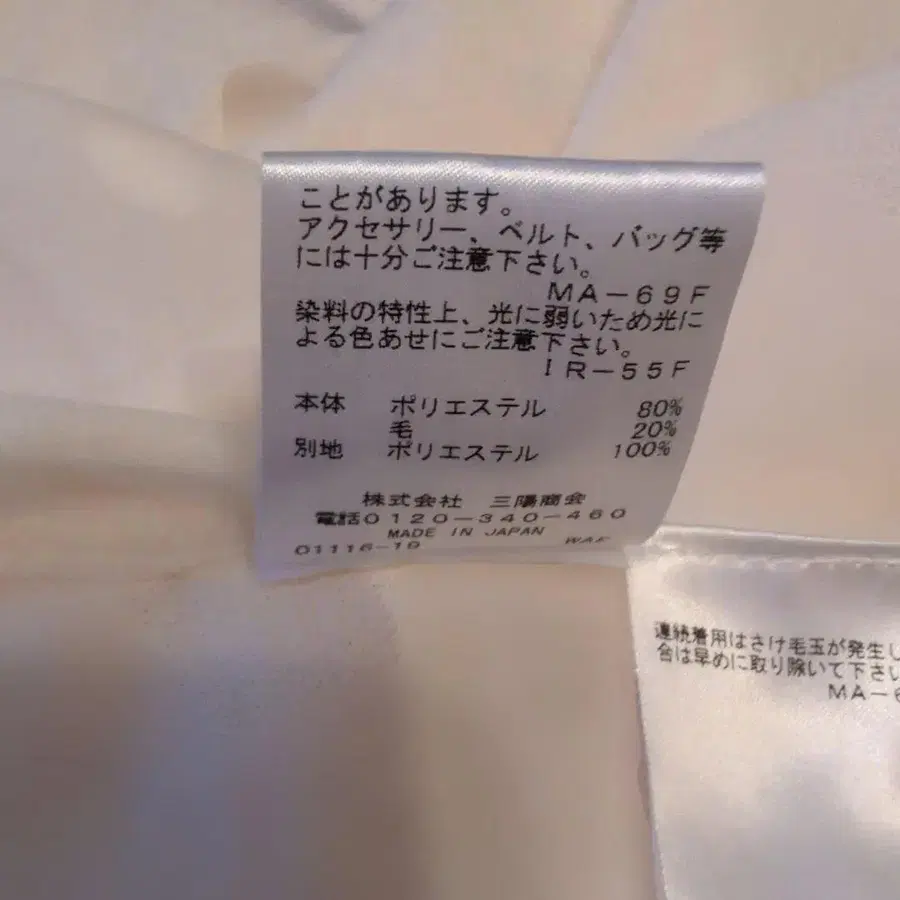 ことがあります。
アクセサリー、ベルト、バッグ等
には十分ご注意下さい。
MA-69F
染料の特性上、光に弱いため光に
よる色あせにご注意下さい。
IR-55F
本体 ポリエステル 80%
毛 20%
別地 ポリエステル 100%
株式会社 三陽商会
電話0120-340-460
MADE IN JAPAN
01116-19
連続着用はさけ毛玉が発生し
合は早めに取り除いて下さい
MA-6